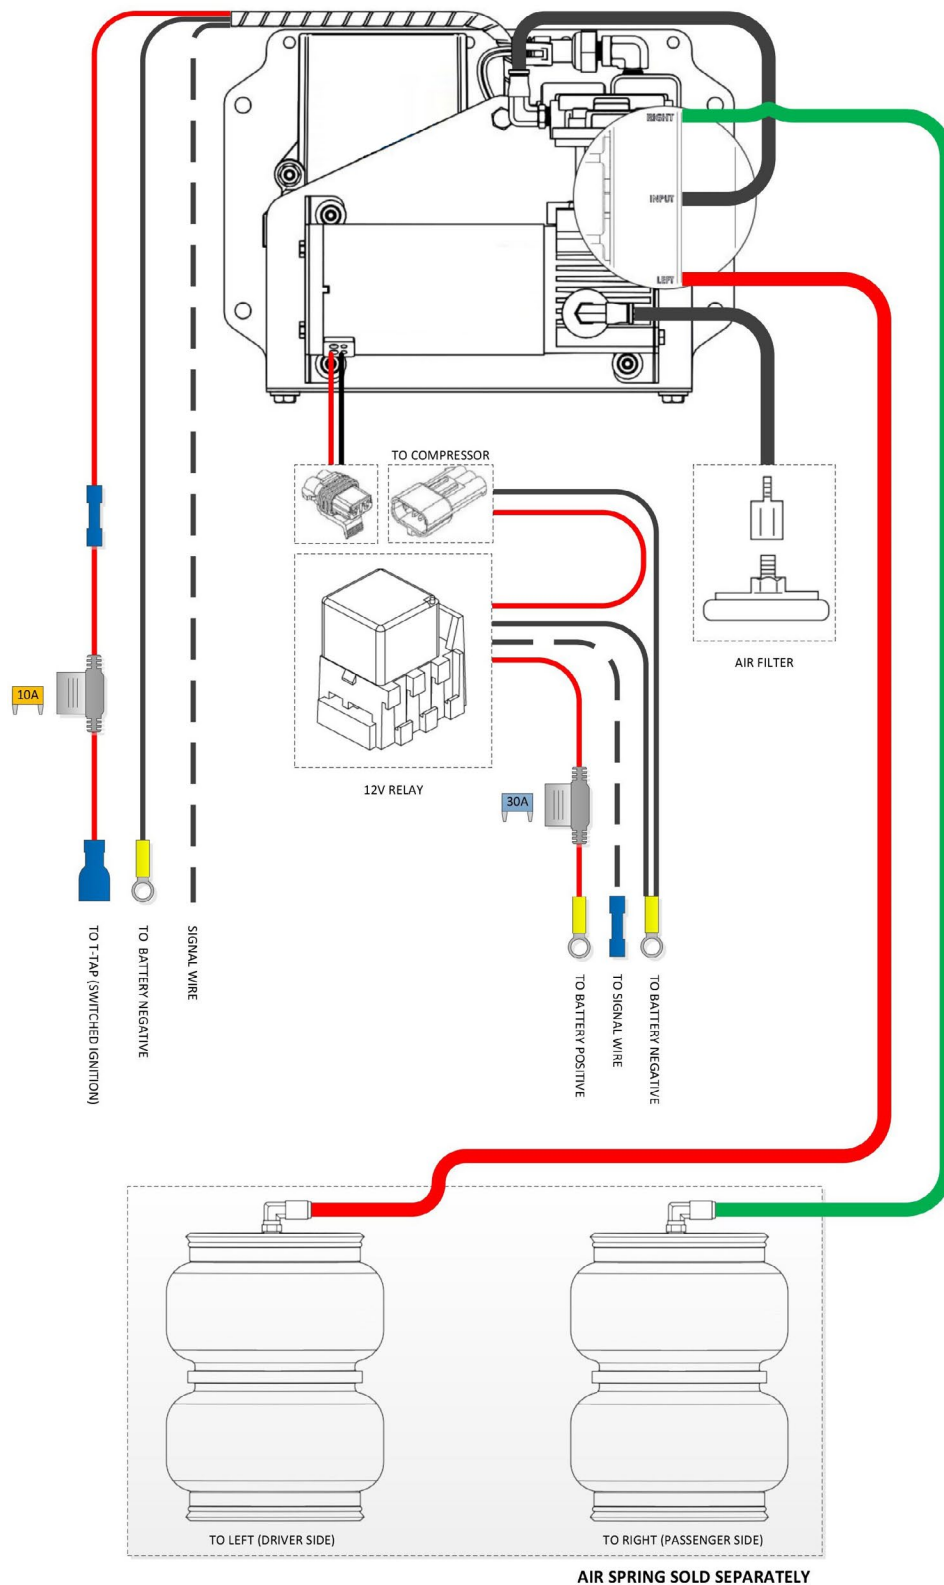 RIGHT
INPUT
LEFT
TO COMPRESSOR
AIR FILTER
10A
12V RELAY
30A
TO T-TAP (SWITCHED IGNITION)
TO BATTERY NEGATIVE
SIGNAL WIRE
TO BATTERY POSITIVE
TO SIGNAL WIRE
TO BATTERY NEGATIVE
TO LEFT (DRIVER SIDE)
TO RIGHT (PASSENGER SIDE)
AIR SPRING SOLD SEPARATELY